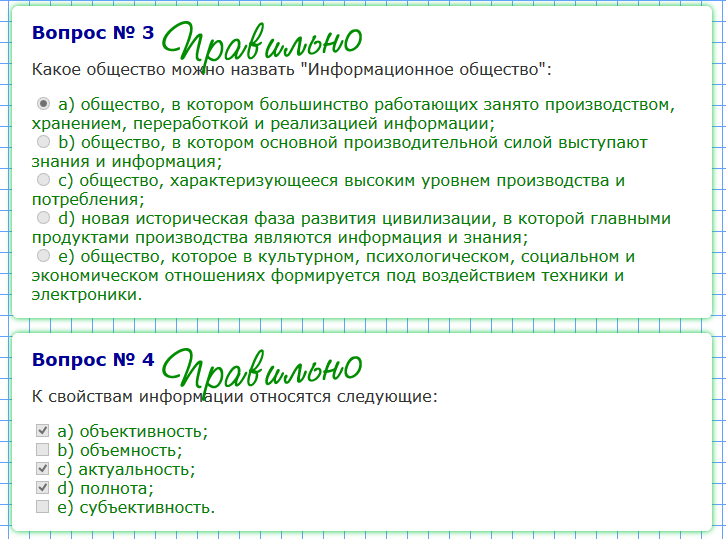 Вопрос № 3 Правильно
Какое общество можно назвать "Информационное общество":
a) общество, в котором большинство работающих занято производством,
хранением, переработкой и реализацией информации;
b) общество, в котором основной производительной силой выступают
знания и информация;
c) общество, характеризующееся высоким уровнем производства и
потребления;
d) новая историческая фаза развития цивилизации, в которой главными
продуктами производства являются информация и знания;
e) общество, которое в культурном, психологическом, социальном и
экономическом отношениях формируется под воздействием техники и
электроники.
Вопрос № 4 Правильно
К свойствам информации относятся следующие:
a) объективность;
b) объемность;
c) актуальность;
d) полнота;
e) субъективность.